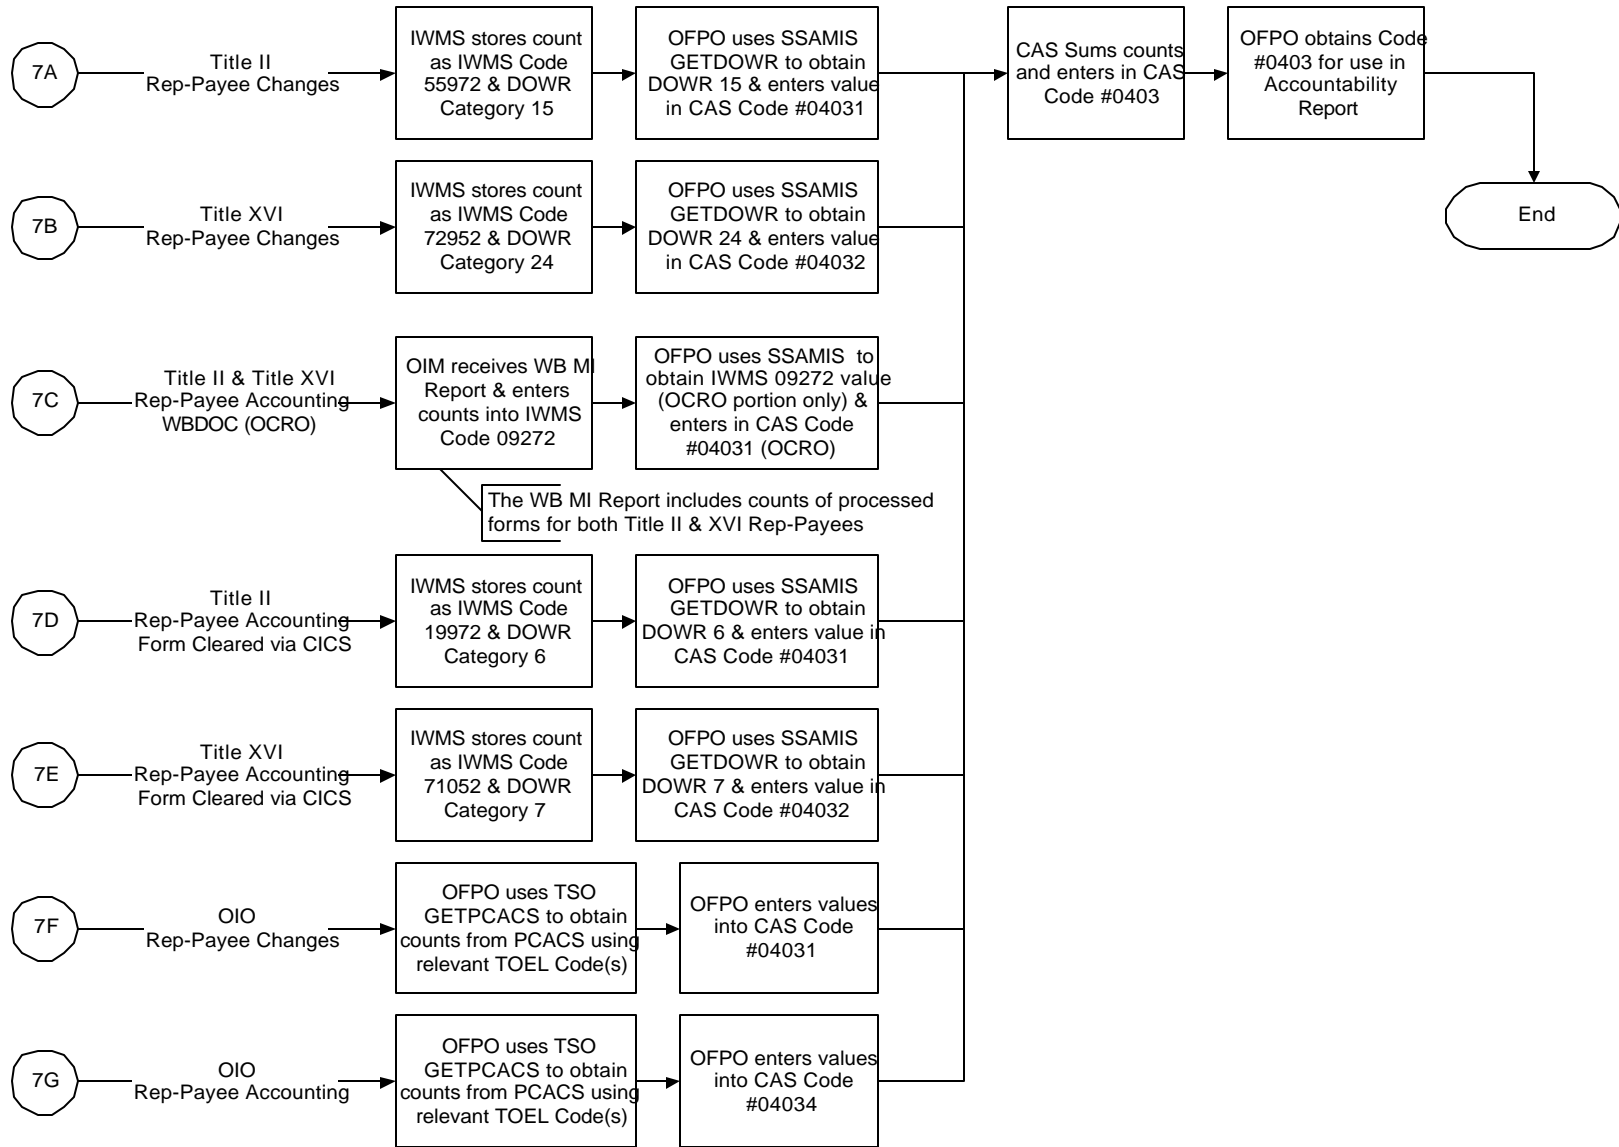 7A
Title II
Rep-Payee Changes
IWMS stores count
as IWMS Code
55972 & DOWR
Category 15
OFPO uses SSAMIS
GETDOWR to obtain
DOWR 15 & enters value
in CAS Code #04031
CAS Sums counts
and enters in CAS
Code #0403
OFPO obtains Code
#0403 for use in
Accountability
Report
End
7B
Title XVI
Rep-Payee Changes
IWMS stores count
as IWMS Code
72952 & DOWR
Category 24
OFPO uses SSAMIS
GETDOWR to obtain
DOWR 24 & enters value
in CAS Code #04032
7C
Title II & Title XVI
Rep-Payee Accounting
WBDOC (OCRO)
OIM receives WB MI
Report & enters
counts into IWMS
Code 09272
OFPO uses SSAMIS to
obtain IWMS 09272 value
(OCRO portion only) &
enters in CAS Code
#04031 (OCRO)
The WB MI Report includes counts of processed
forms for both Title II & XVI Rep-Payees
7D
Title II
Rep-Payee Accounting
Form Cleared via CICS
IWMS stores count
as IWMS Code
19972 & DOWR
Category 6
OFPO uses SSAMIS
GETDOWR to obtain
DOWR 6 & enters value in
CAS Code #04031
7E
Title XVI
Rep-Payee Accounting
Form Cleared via CICS
IWMS stores count
as IWMS Code
71052 & DOWR
Category 7
OFPO uses SSAMIS
GETDOWR to obtain
DOWR 7 & enters value in
CAS Code #04032
7F
OIO
Rep-Payee Changes
OFPO uses TSO
GETPCACS to obtain
counts from PCACS using
relevant TOEL Code(s)
OFPO enters values
into CAS Code
#04031
7G
OIO
Rep-Payee Accounting
OFPO uses TSO
GETPCACS to obtain
counts from PCACS using
relevant TOEL Code(s)
OFPO enters values
into CAS Code
#04034